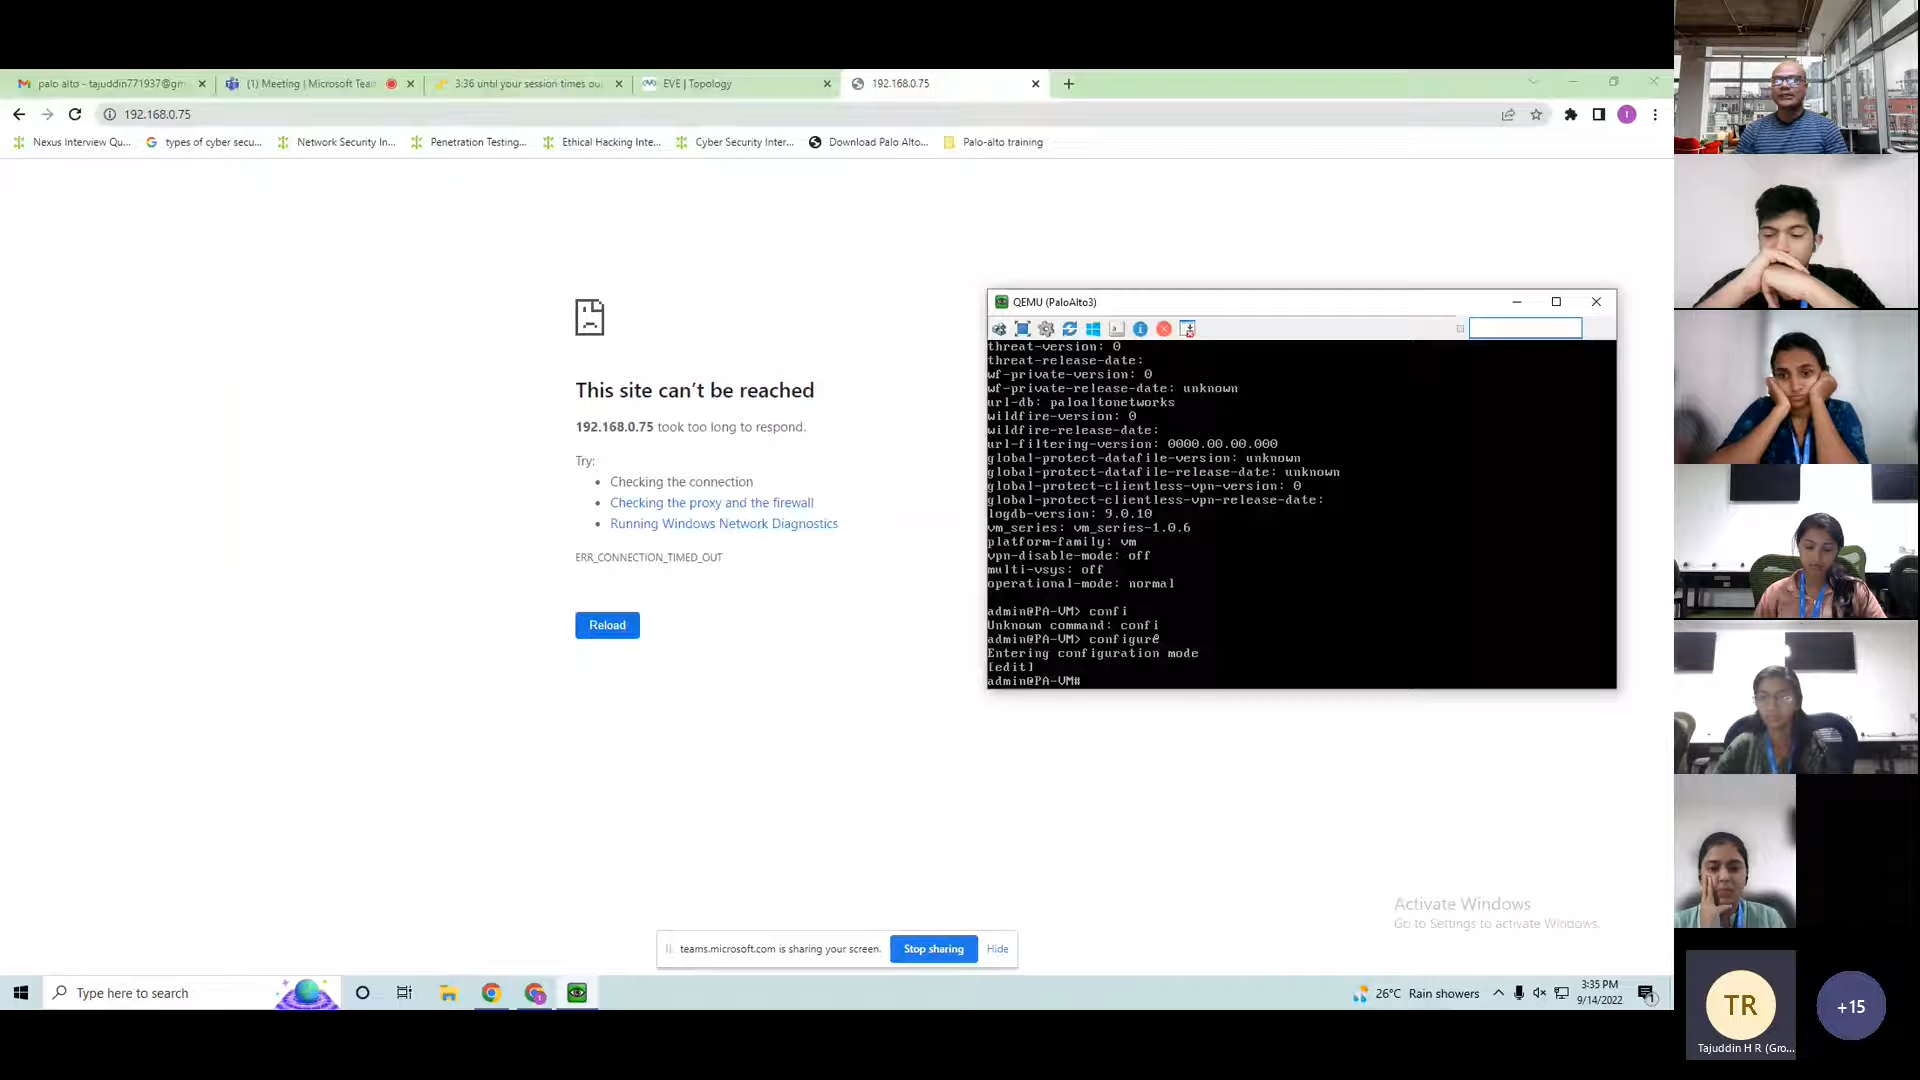 palo alto - tajuddin771937@gm
(1) Meeting | Microsoft Team
3:36 until your session times ou
EVE | Topology
192.168.0.75
192.168.0.75
Nexus Interview Qu...
types of cyber secu...
Network Security In...
Penetration Testing...
Ethical Hacking Inte...
Cyber Security Inter...
Download Palo Alto...
Palo-alto training
This site can't be reached
192.168.0.75 took too long to respond.
Try:
Checking the connection
Checking the proxy and the firewall
Running Windows Network Diagnostics
ERR_CONNECTION_TIMED_OUT
Reload
QEMU (PaloAlto3)
threat-version: 0
threat-release-date:
wf-private-version: 0
wf-private-release-date: unknown
url-db: paloaltonetworks
wildfire-version: 0
wildfire-release-date:
url-filtering-version: 0000.00.00.000
global-protect-datafile-version: unknown
global-protect-datafile-release-date: unknown
global-protect-clientless-vpn-version: 0
global-protect-clientless-vpn-release-date:
logdb-version: 9.0.10
vm_series: vm_series-1.0.6
platform-family: vm
vpn-disable-mode: off
multi-vsys: off
operational-mode: normal
admin@PA-VM> confi
Unknown command: confi
admin@PA-VM> configure
Entering configuration mode
[edit]
admin@PA-VM#
Activate Windows
Go to Settings to activate Windows.
teams.microsoft.com is sharing your screen.
Stop sharing
Hide
Type here to search
26°C Rain showers
3:35 PM
9/14/2022
1
TR
Tajuddin H R (Gro...
+15